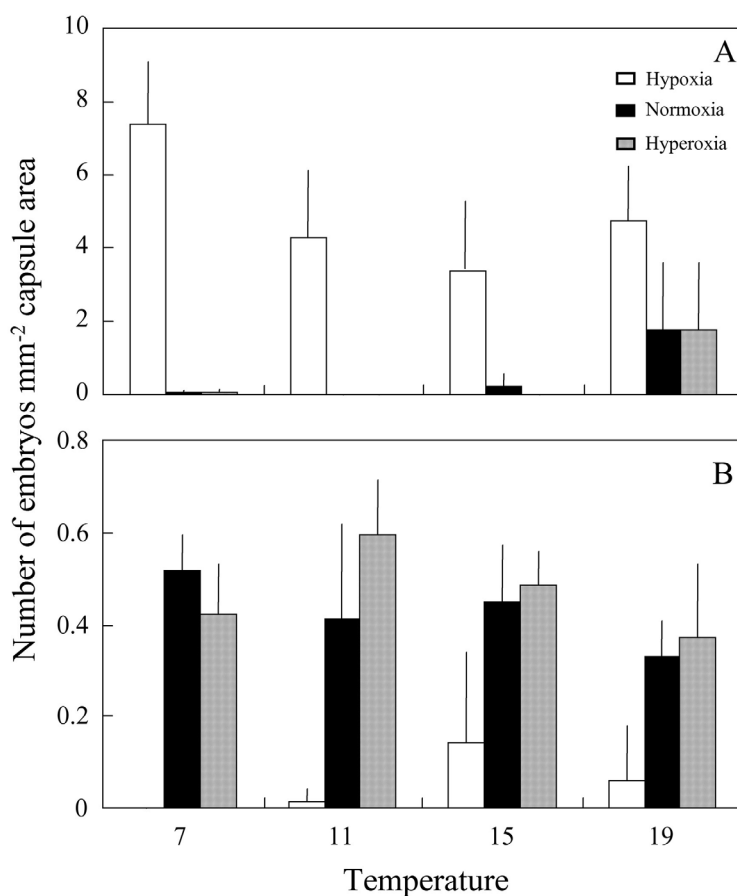 A
Hypoxia
Normoxia
Hyperoxia
10
8
6
4
2
0
Number of embryos mm⁻² capsule area
B
0.8
0.6
0.4
0.2
0
7 11 15 19
Temperature